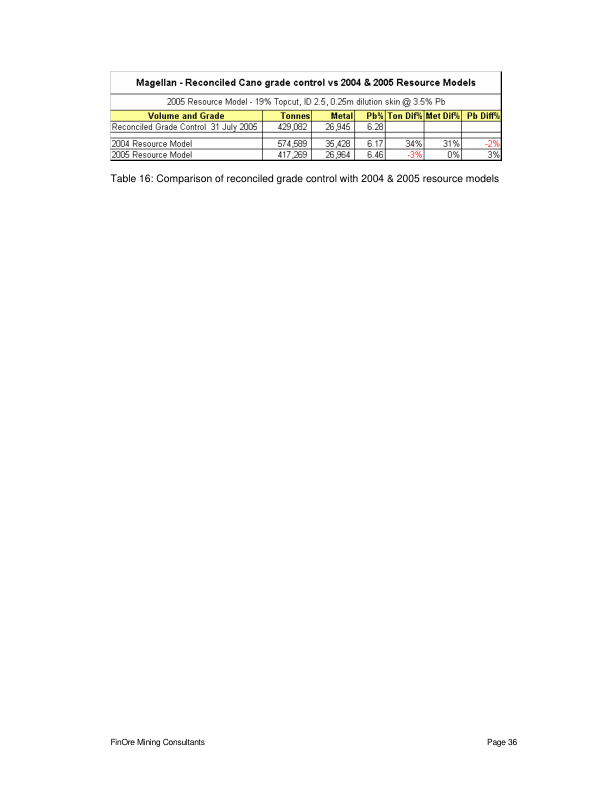 Magellan - Reconciled Cano grade control vs 2004 & 2005 Resource Models
2005 Resource Model - 19% Topcut, ID 2.5, 0.25m dilution skin @ 3.5% Pb
Volume and Grade Tonnes Metal Pb% Ton Dif% Met Dif% Pb Diff%
Reconciled Grade Control 31 July 2005 429,082 26,945 6.28
2004 Resource Model 574,589 35,428 6.17 34% 31% -2%
2005 Resource Model 417,269 26,964 6.46 -3% 0% 3%
Table 16: Comparison of reconciled grade control with 2004 & 2005 resource models
FinOre Mining Consultants Page 36